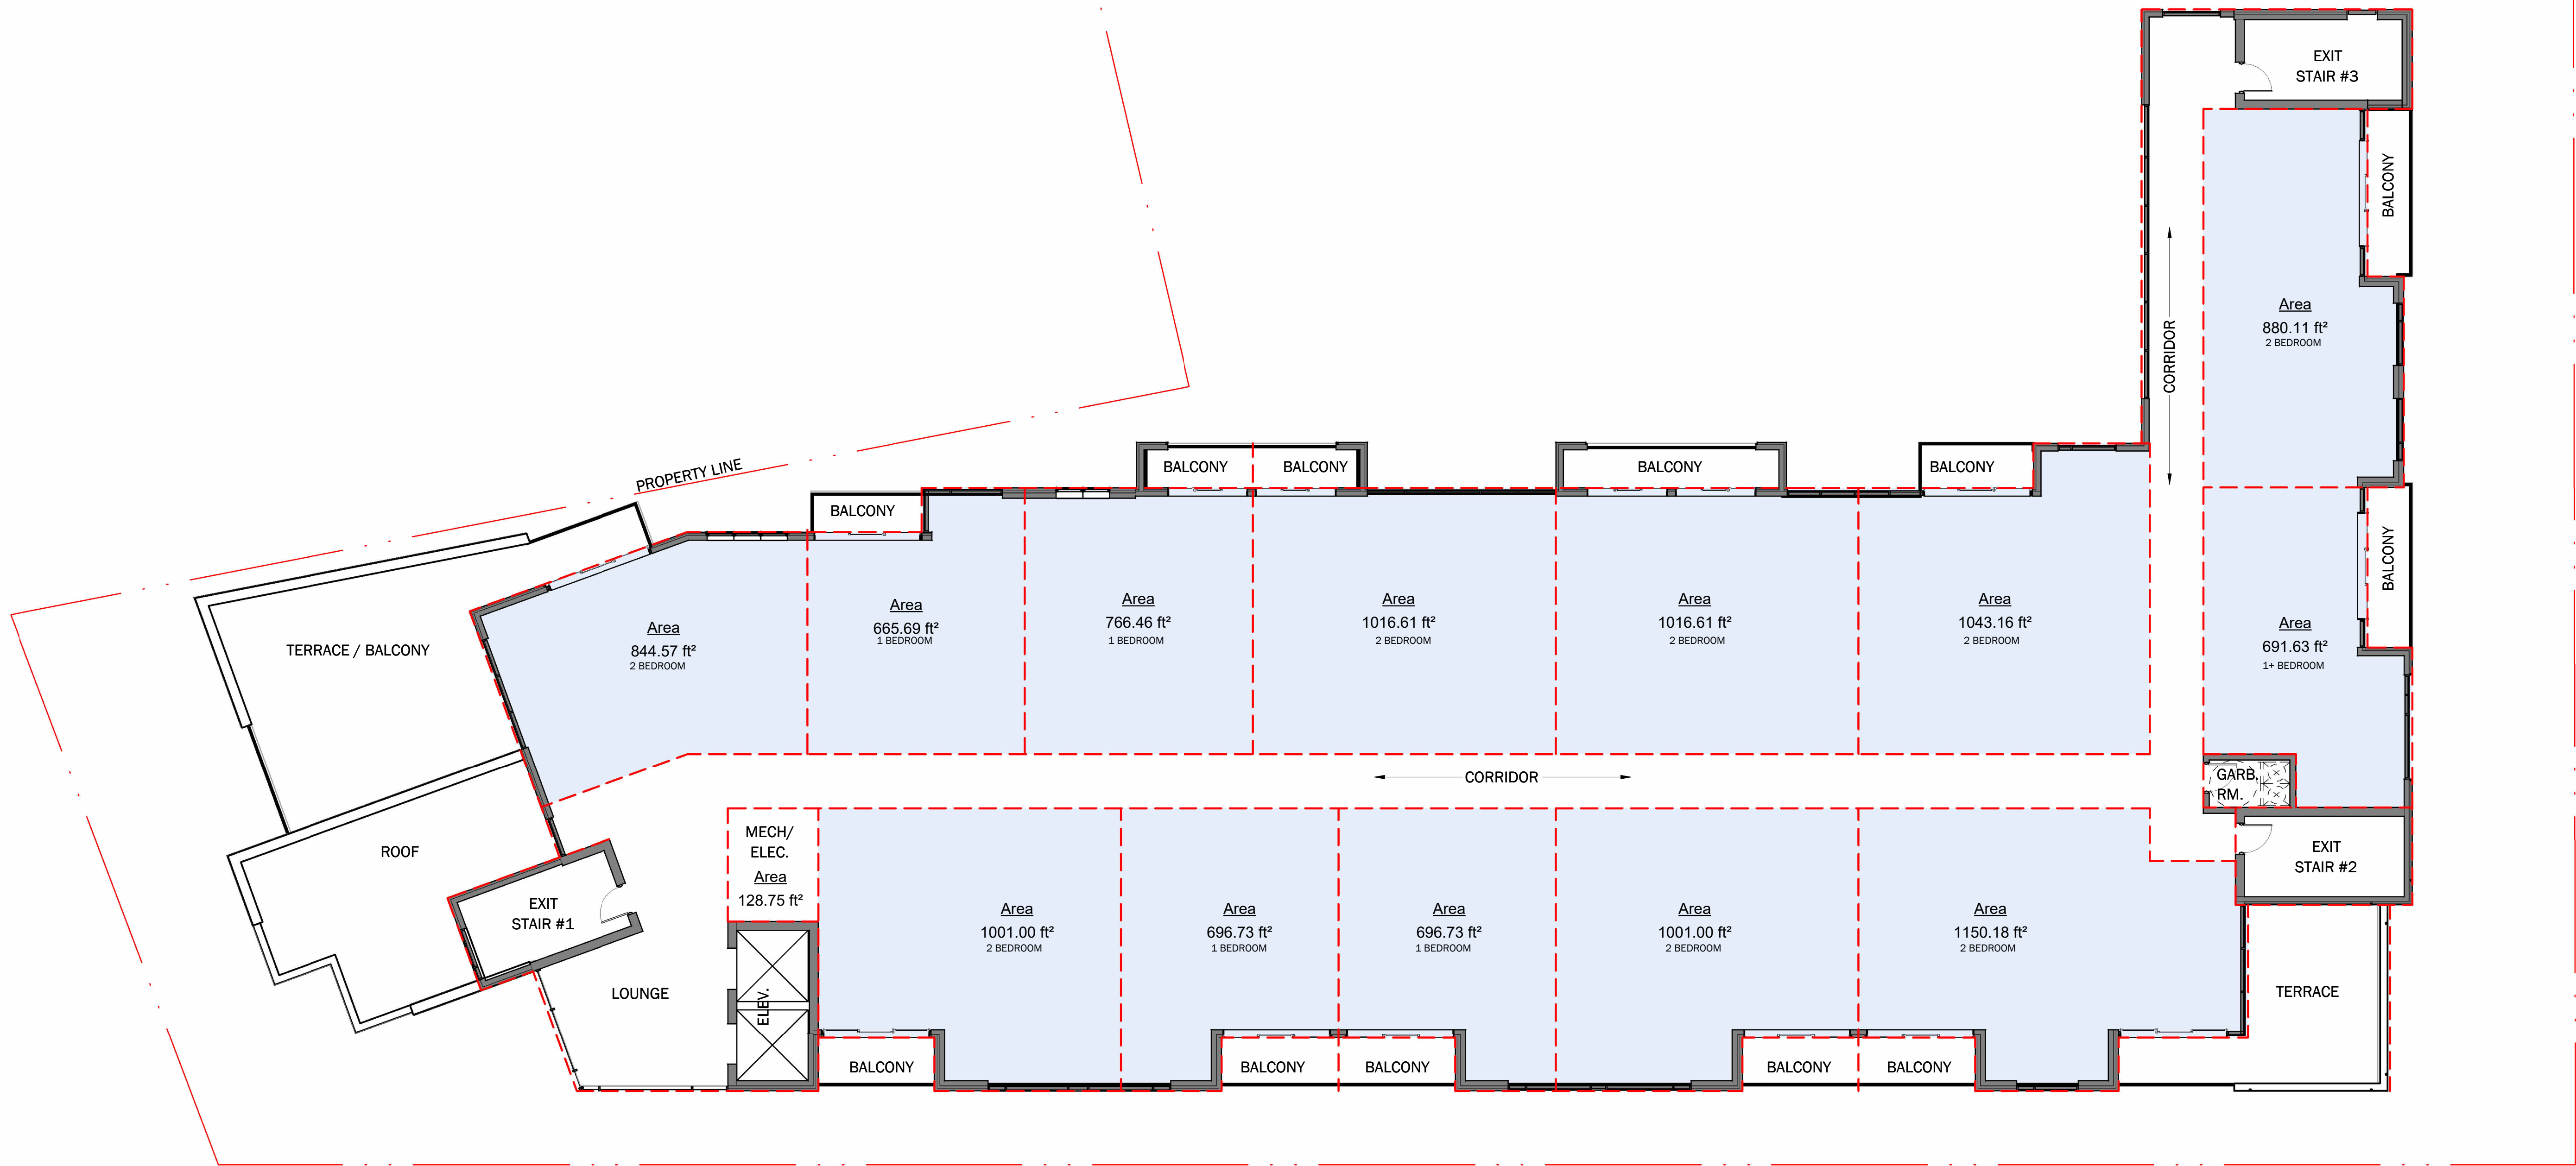 EXIT
STAIR #3
BALCONY
Area
880.11 ft²
2 BEDROOM
CORRIDOR
BALCONY
BALCONY
BALCONY
BALCONY
PROPERTY LINE
BALCONY
BALCONY
TERRACE / BALCONY
Area
844.57 ft²
2 BEDROOM
Area
665.69 ft²
1 BEDROOM
Area
766.46 ft²
1 BEDROOM
Area
1016.61 ft²
2 BEDROOM
Area
1016.61 ft²
2 BEDROOM
Area
1043.16 ft²
2 BEDROOM
Area
691.63 ft²
1+ BEDROOM
CORRIDOR
GARB.
RM.
ROOF
MECH/
ELEC.
Area
128.75 ft²
EXIT
STAIR #1
EXIT
STAIR #2
Area
1001.00 ft²
2 BEDROOM
Area
696.73 ft²
1 BEDROOM
Area
696.73 ft²
1 BEDROOM
Area
1001.00 ft²
2 BEDROOM
Area
1150.18 ft²
2 BEDROOM
LOUNGE
ELEV.
TERRACE
BALCONY
BALCONY
BALCONY
BALCONY
BALCONY